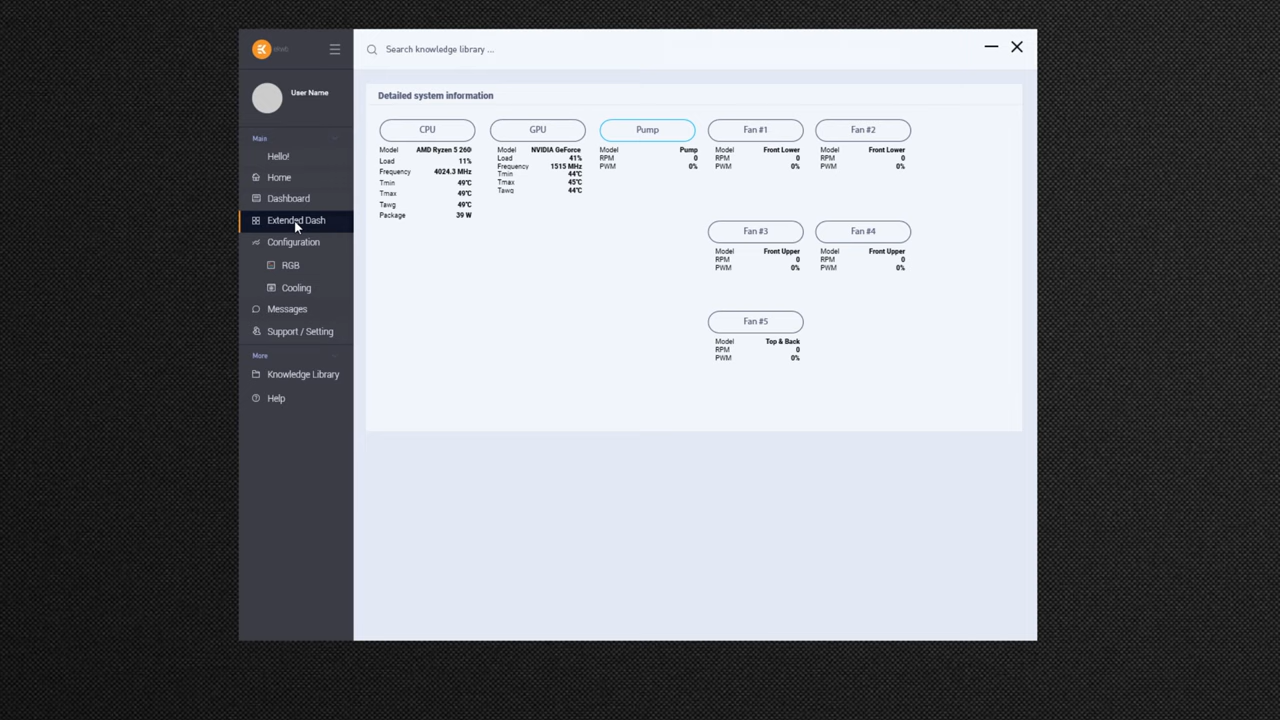 Search knowledge library ...
User Name
Main
Hello!
Home
Dashboard
Extended Dash
Configuration
RGB
Cooling
Messages
Support / Setting
More
Knowledge Library
Help
Detailed system information
CPU
Model AMD Ryzen 5 260
Load 11%
Frequency 4024.3 MHz
Tmin 49℃
Tmax 49℃
Tawg 49℃
Package 39 W
GPU
Model NVIDIA GeForce
Load 41%
Frequency 1515 MHz
Tmin 44℃
Tmax 45℃
Tawg 44℃
Pump
Model Pump
RPM 0
PWM 0%
Fan #1
Model Front Lower
RPM 0
PWM 0%
Fan #2
Model Front Lower
RPM 0
PWM 0%
Fan #3
Model Front Upper
RPM 0
PWM 0%
Fan #4
Model Front Upper
RPM 0
PWM 0%
Fan #5
Model Top & Back
RPM 0
PWM 0%